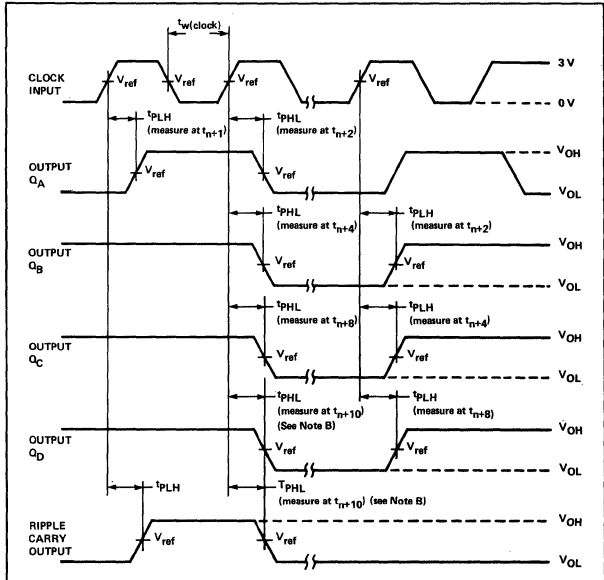 tw(clock)
CLOCK
INPUT
Vref
Vref
Vref
Vref
3 V
0 V
tPLH
(measure at tn+1)
tPHL
(measure at tn+2)
OUTPUT
QA
Vref
Vref
VOH
VOL
tPHL
(measure at tn+4)
tPLH
(measure at tn+2)
OUTPUT
QB
Vref
Vref
VOH
VOL
tPHL
(measure at tn+8)
tPLH
(measure at tn+4)
OUTPUT
QC
Vref
Vref
VOH
VOL
tPHL
(measure at tn+10)
(See Note B)
tPLH
(measure at tn+8)
OUTPUT
QD
Vref
Vref
VOH
VOL
tPLH
TPHL
(measure at tn+10) (see Note B)
RIPPLE
CARRY
OUTPUT
Vref
Vref
VOH
VOL